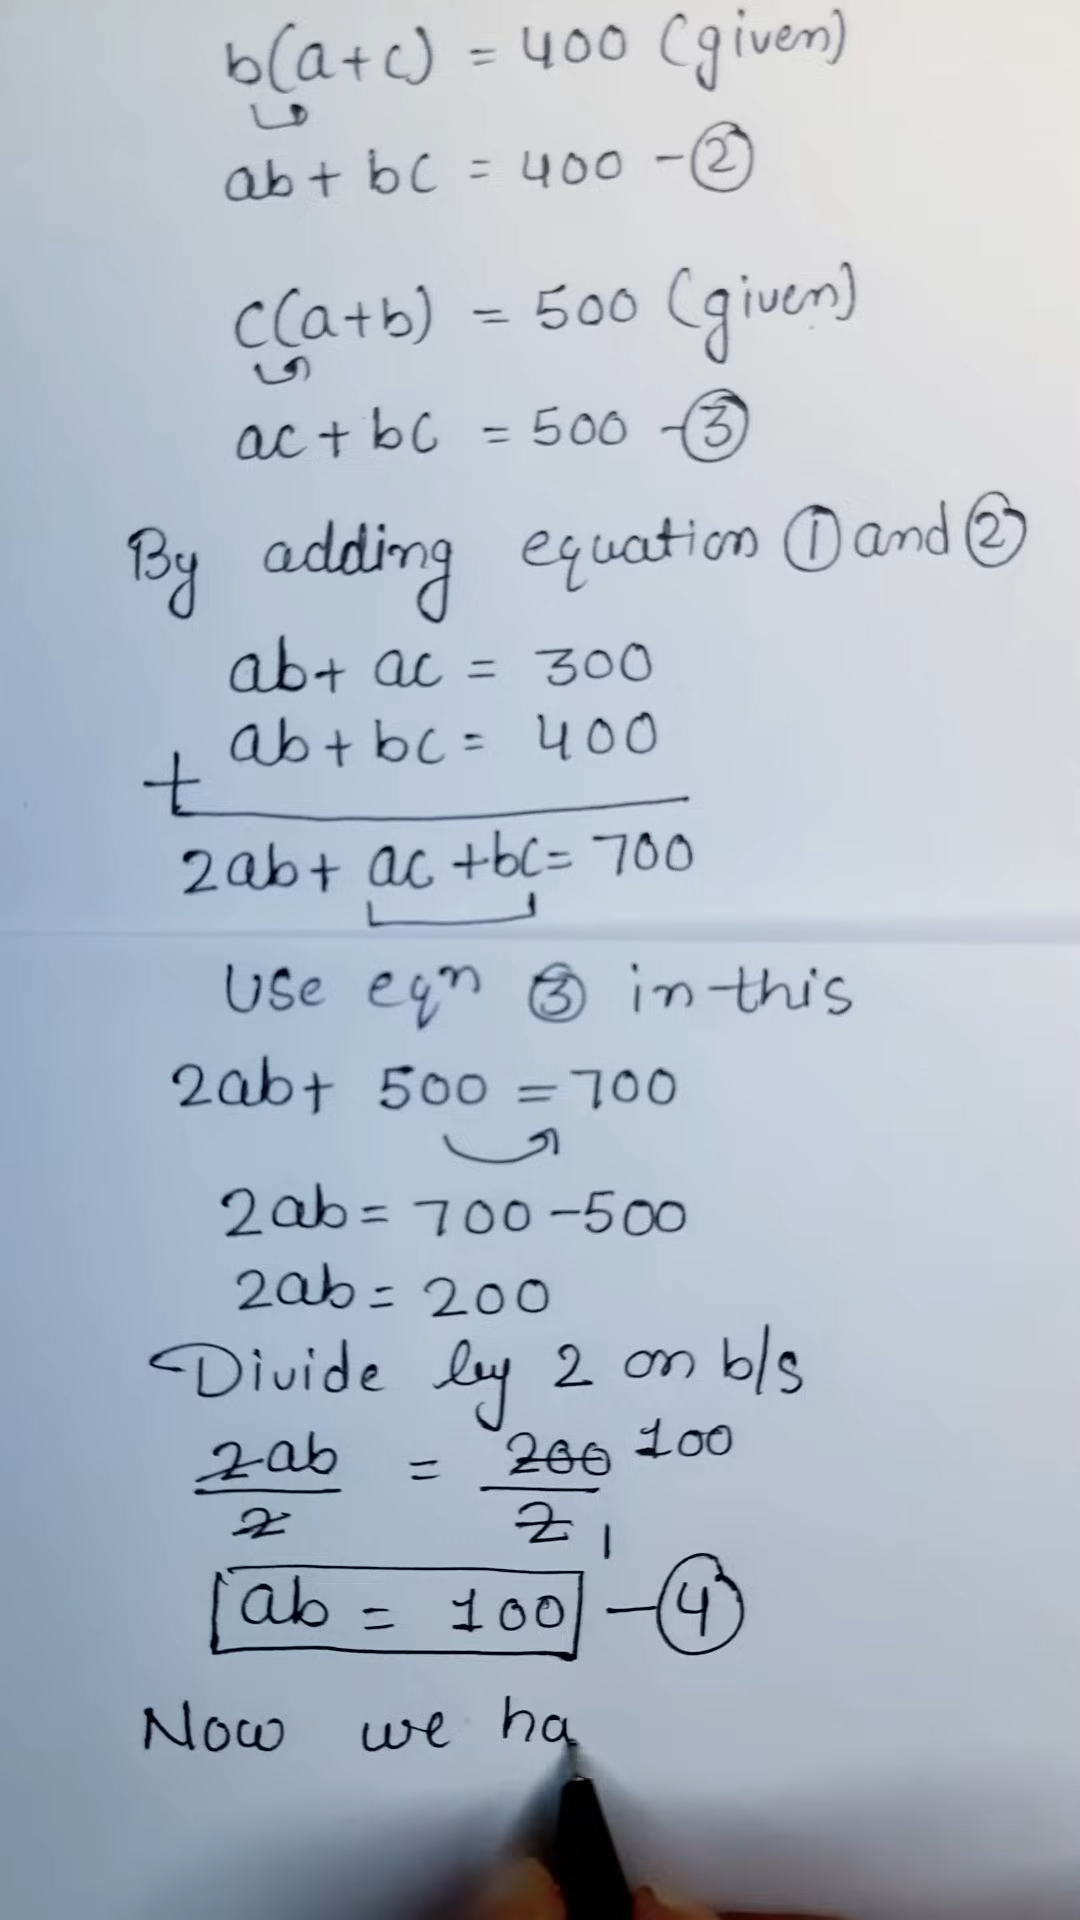 b(a+c) = 400 (given)
ab + bc = 400 - ②
c(a+b) = 500 (given)
ac + bc = 500 - ③
By adding equation ① and ②
ab + ac = 300
+ ab + bc = 400
2ab + ac + bc = 700
Use eqn ③ in this
2ab + 500 = 700
2ab = 700 - 500
2ab = 200
Divide by 2 on b/s
2ab/2 = 200/2 100 1
ab = 100 - ④
Now we ha